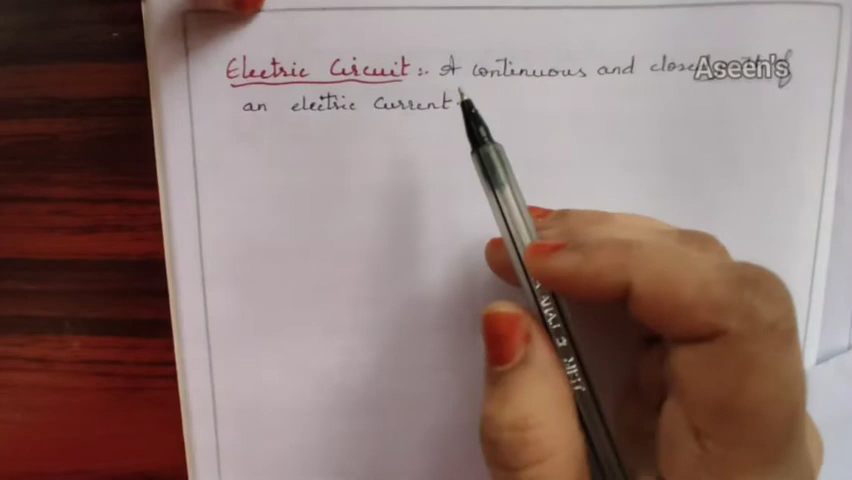 Electric Circuit :- A continuous and close Aseen's
an electric current.